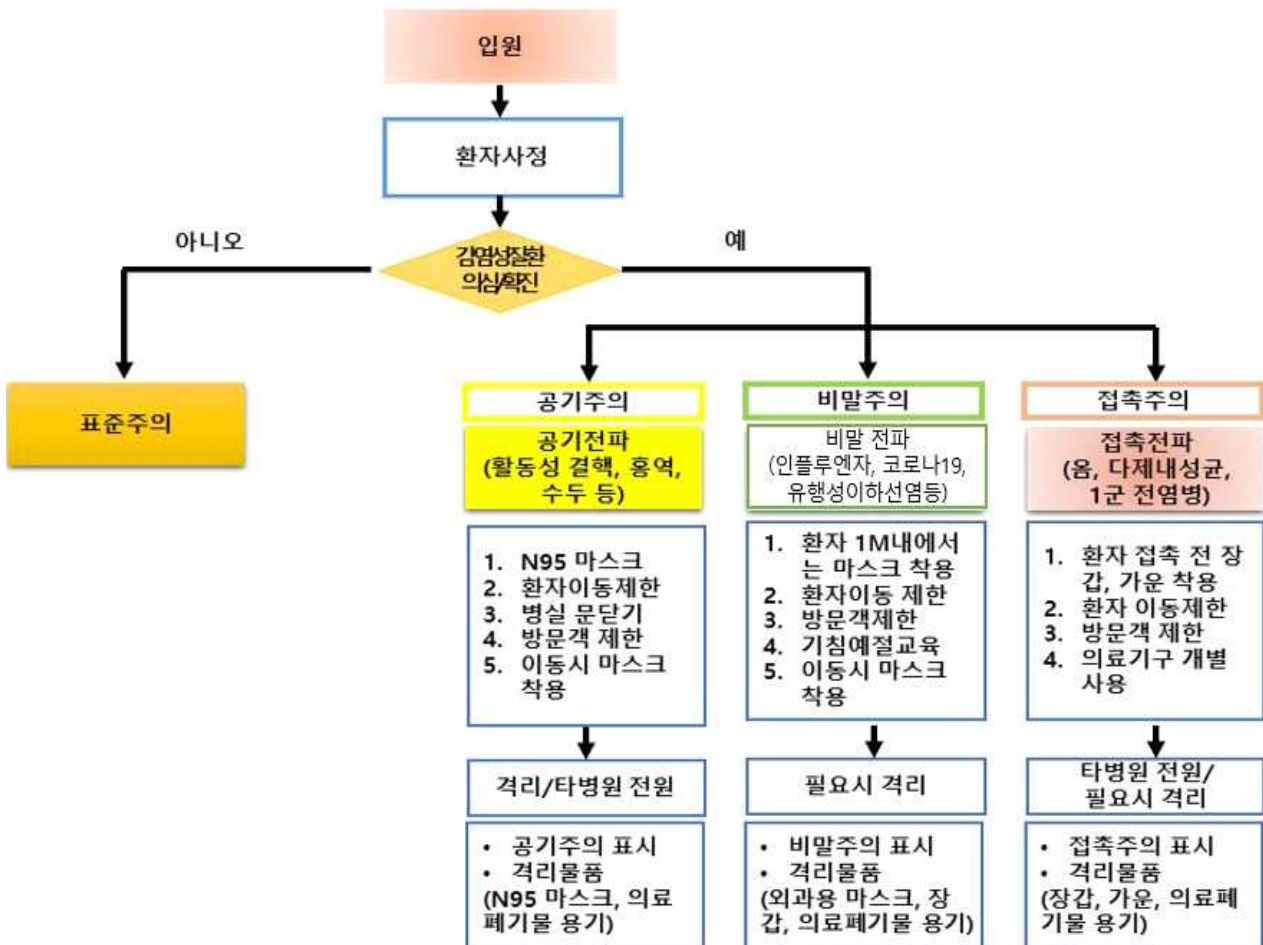 입원
환자사정
아니오
예
감염성질환
의심/확진
표준주의
공기주의
공기전파
(활동성 결핵, 홍역,
수두 등)
1. N95 마스크
2. 환자이동제한
3. 병실 문닫기
4. 방문객 제한
5. 이동시 마스크
착용
격리/타병원 전원
• 공기주의 표시
• 격리물품
(N95 마스크, 의료
폐기물 용기)
비말주의
비말 전파
(인플루엔자, 코로나19,
유행성이하선염등)
1. 환자 1M내에서
는 마스크 착용
2. 환자이동 제한
3. 방문객제한
4. 기침예절교육
5. 이동시 마스크
착용
필요시 격리
• 비말주의 표시
• 격리물품
(외과용 마스크, 장
갑, 의료폐기물 용기)
접촉주의
접촉전파
(옴, 다제내성균,
1군 전염병)
1. 환자 접촉 전 장
갑, 가운 착용
2. 환자 이동제한
3. 방문객 제한
4. 의료기구 개별
사용
타병원 전원/
필요시 격리
• 접촉주의 표시
• 격리물품
(장갑, 가운, 의료폐
기물 용기)